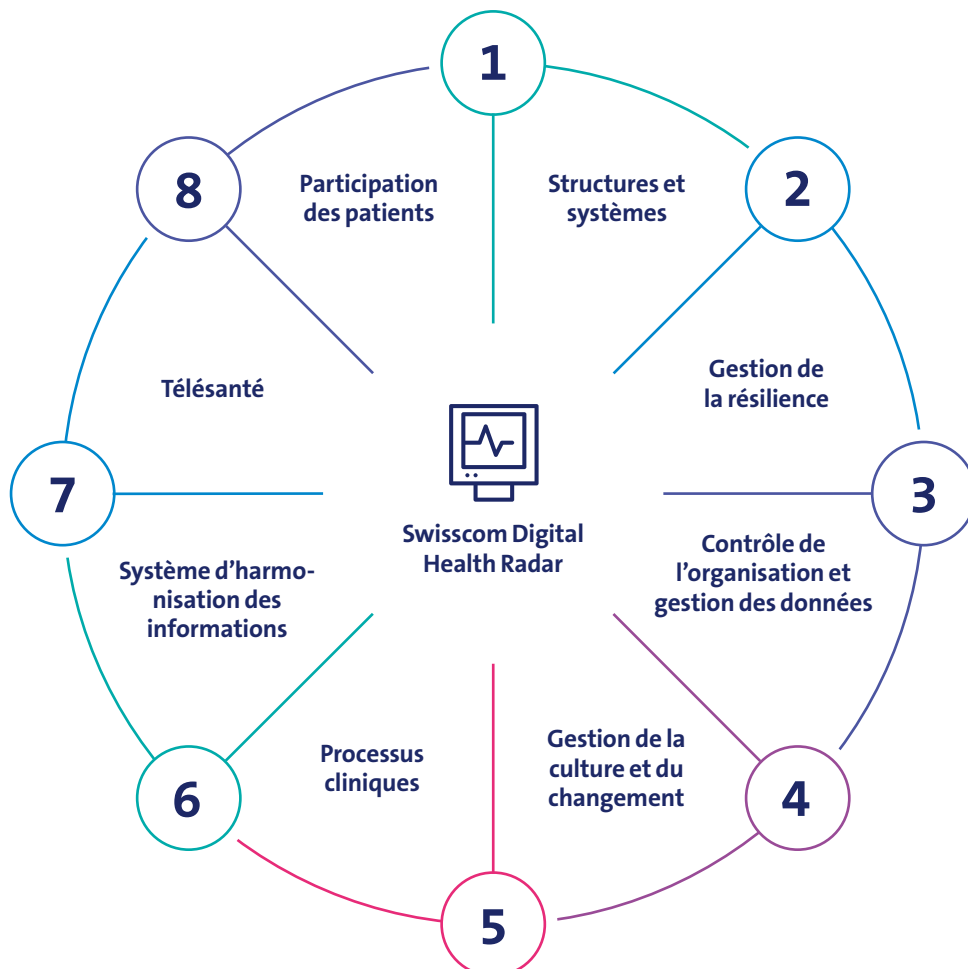 1
Structures et
systèmes
2
Gestion de
la résilience
3
Contrôle de
l'organisation et
gestion des données
4
Gestion de la
culture et du
changement
5
Processus
cliniques
6
Système d'harmo-
nisation des
informations
7
Télésanté
8
Participation
des patients
Swisscom Digital
Health Radar